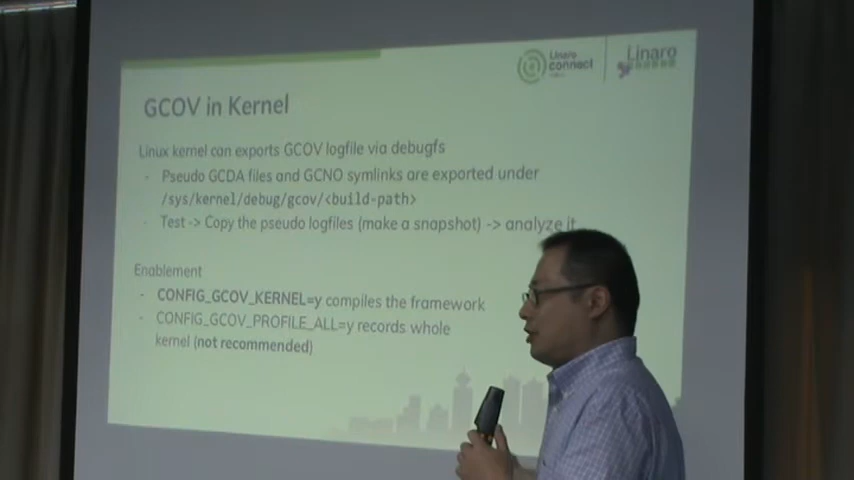 Linaro
connect
Linaro
GCOV in Kernel
Linux kernel can exports GCOV logfile via debugfs
- Pseudo GCDA files and GCNO symlinks are exported under
/sys/kernel/debug/gcov/<build-path>
- Test -> Copy the pseudo logfiles (make a snapshot) -> analyze it
Enablement
- CONFIG_GCOV_KERNEL=y compiles the framework
- CONFIG_GCOV_PROFILE_ALL=y records whole
kernel (not recommended)